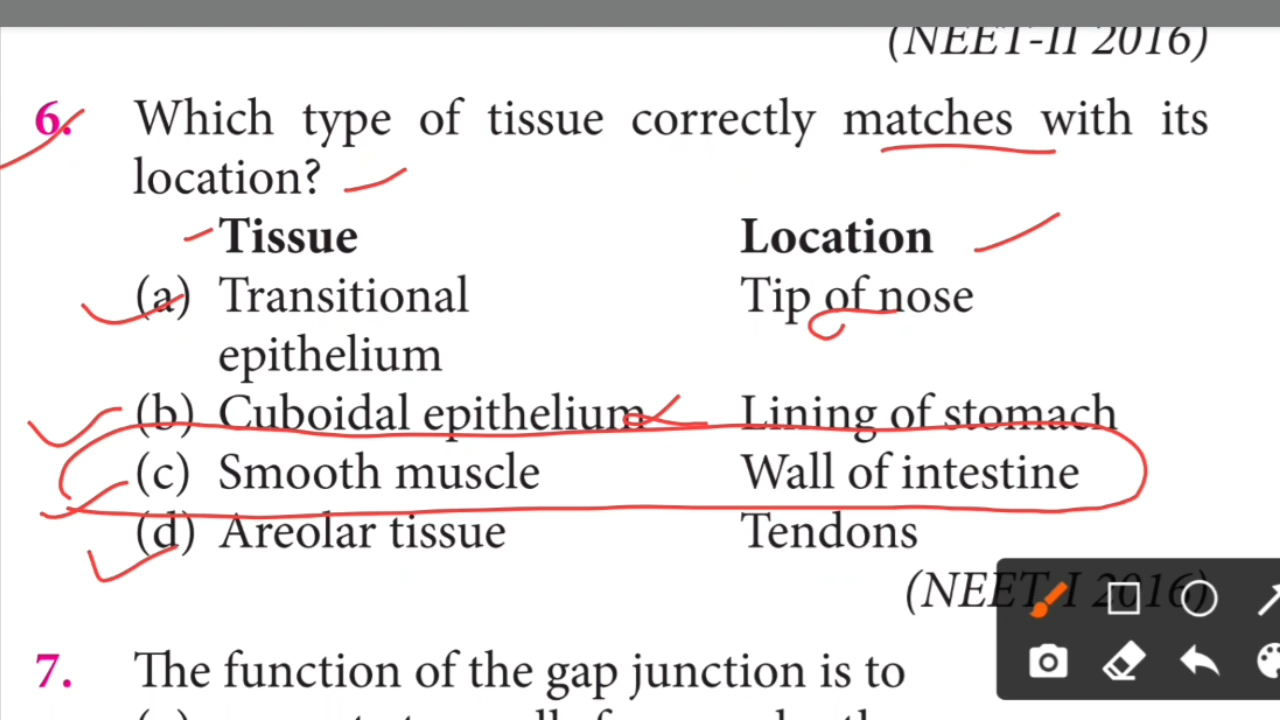 (NEET-II 2016)
6. Which type of tissue correctly matches with its
location?
Tissue Location
(a) Transitional Tip of nose
epithelium
(b) Cuboidal epithelium Lining of stomach
(c) Smooth muscle Wall of intestine
(d) Areolar tissue Tendons
(NEET-I 2016)
7. The function of the gap junction is to